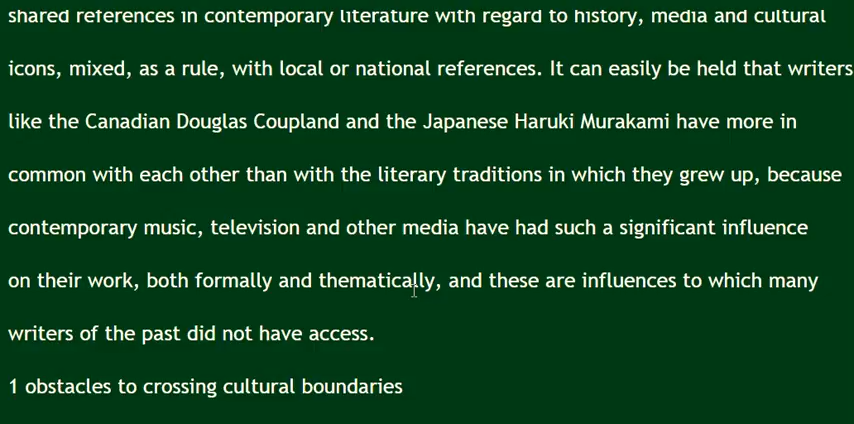 shared references in contemporary literature with regard to history, media and cultural
icons, mixed, as a rule, with local or national references. It can easily be held that writers
like the Canadian Douglas Coupland and the Japanese Haruki Murakami have more in
common with each other than with the literary traditions in which they grew up, because
contemporary music, television and other media have had such a significant influence
on their work, both formally and thematically, and these are influences to which many
writers of the past did not have access.
1 obstacles to crossing cultural boundaries